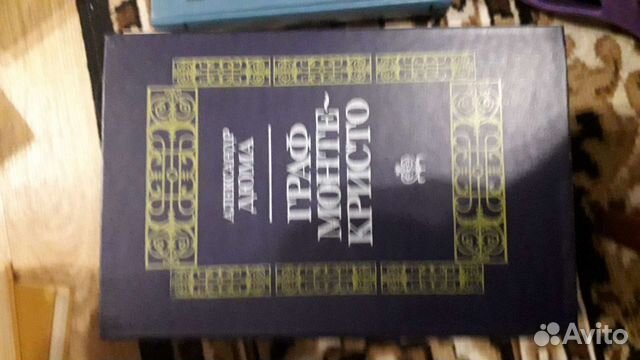 АЛЕКСАНДР
ДЮМА
ГРАФ
МОНТЕ-
КРИСТО
Avito